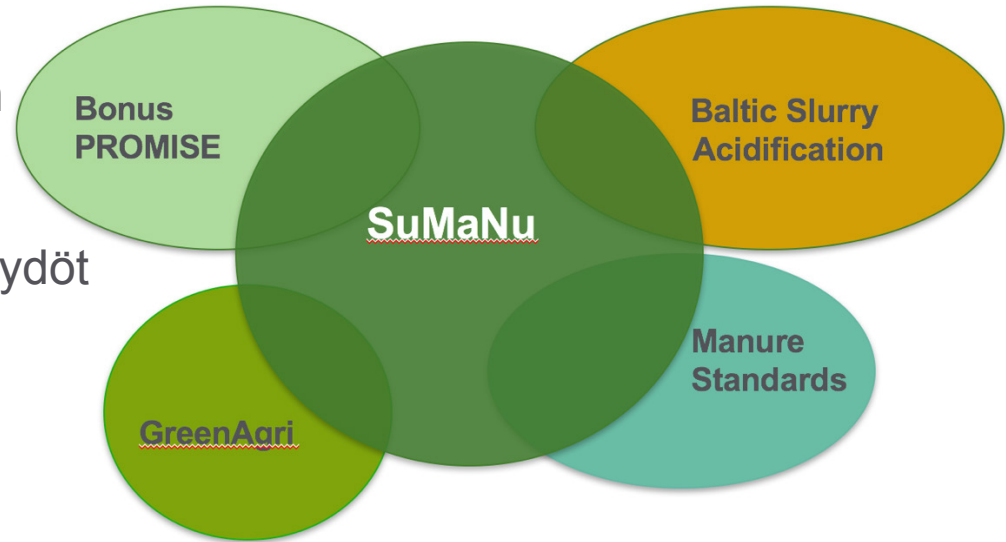 Bonus
PROMISE
Baltic Slurry
Acidification
SuMaNu
ydöt
Manure
Standards
GreenAgri